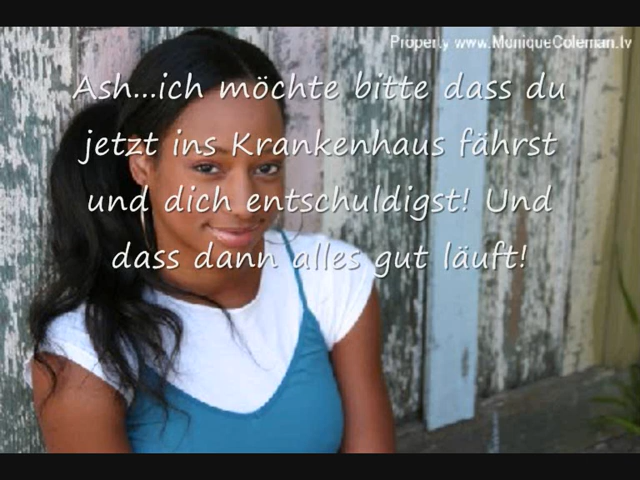 Property www.MoniqueColeman.tv
Ash...ich möchte bitte dass du
jetzt ins Krankenhaus fährst
und dich entschuldigst! Und
dass dann alles gut läuft!